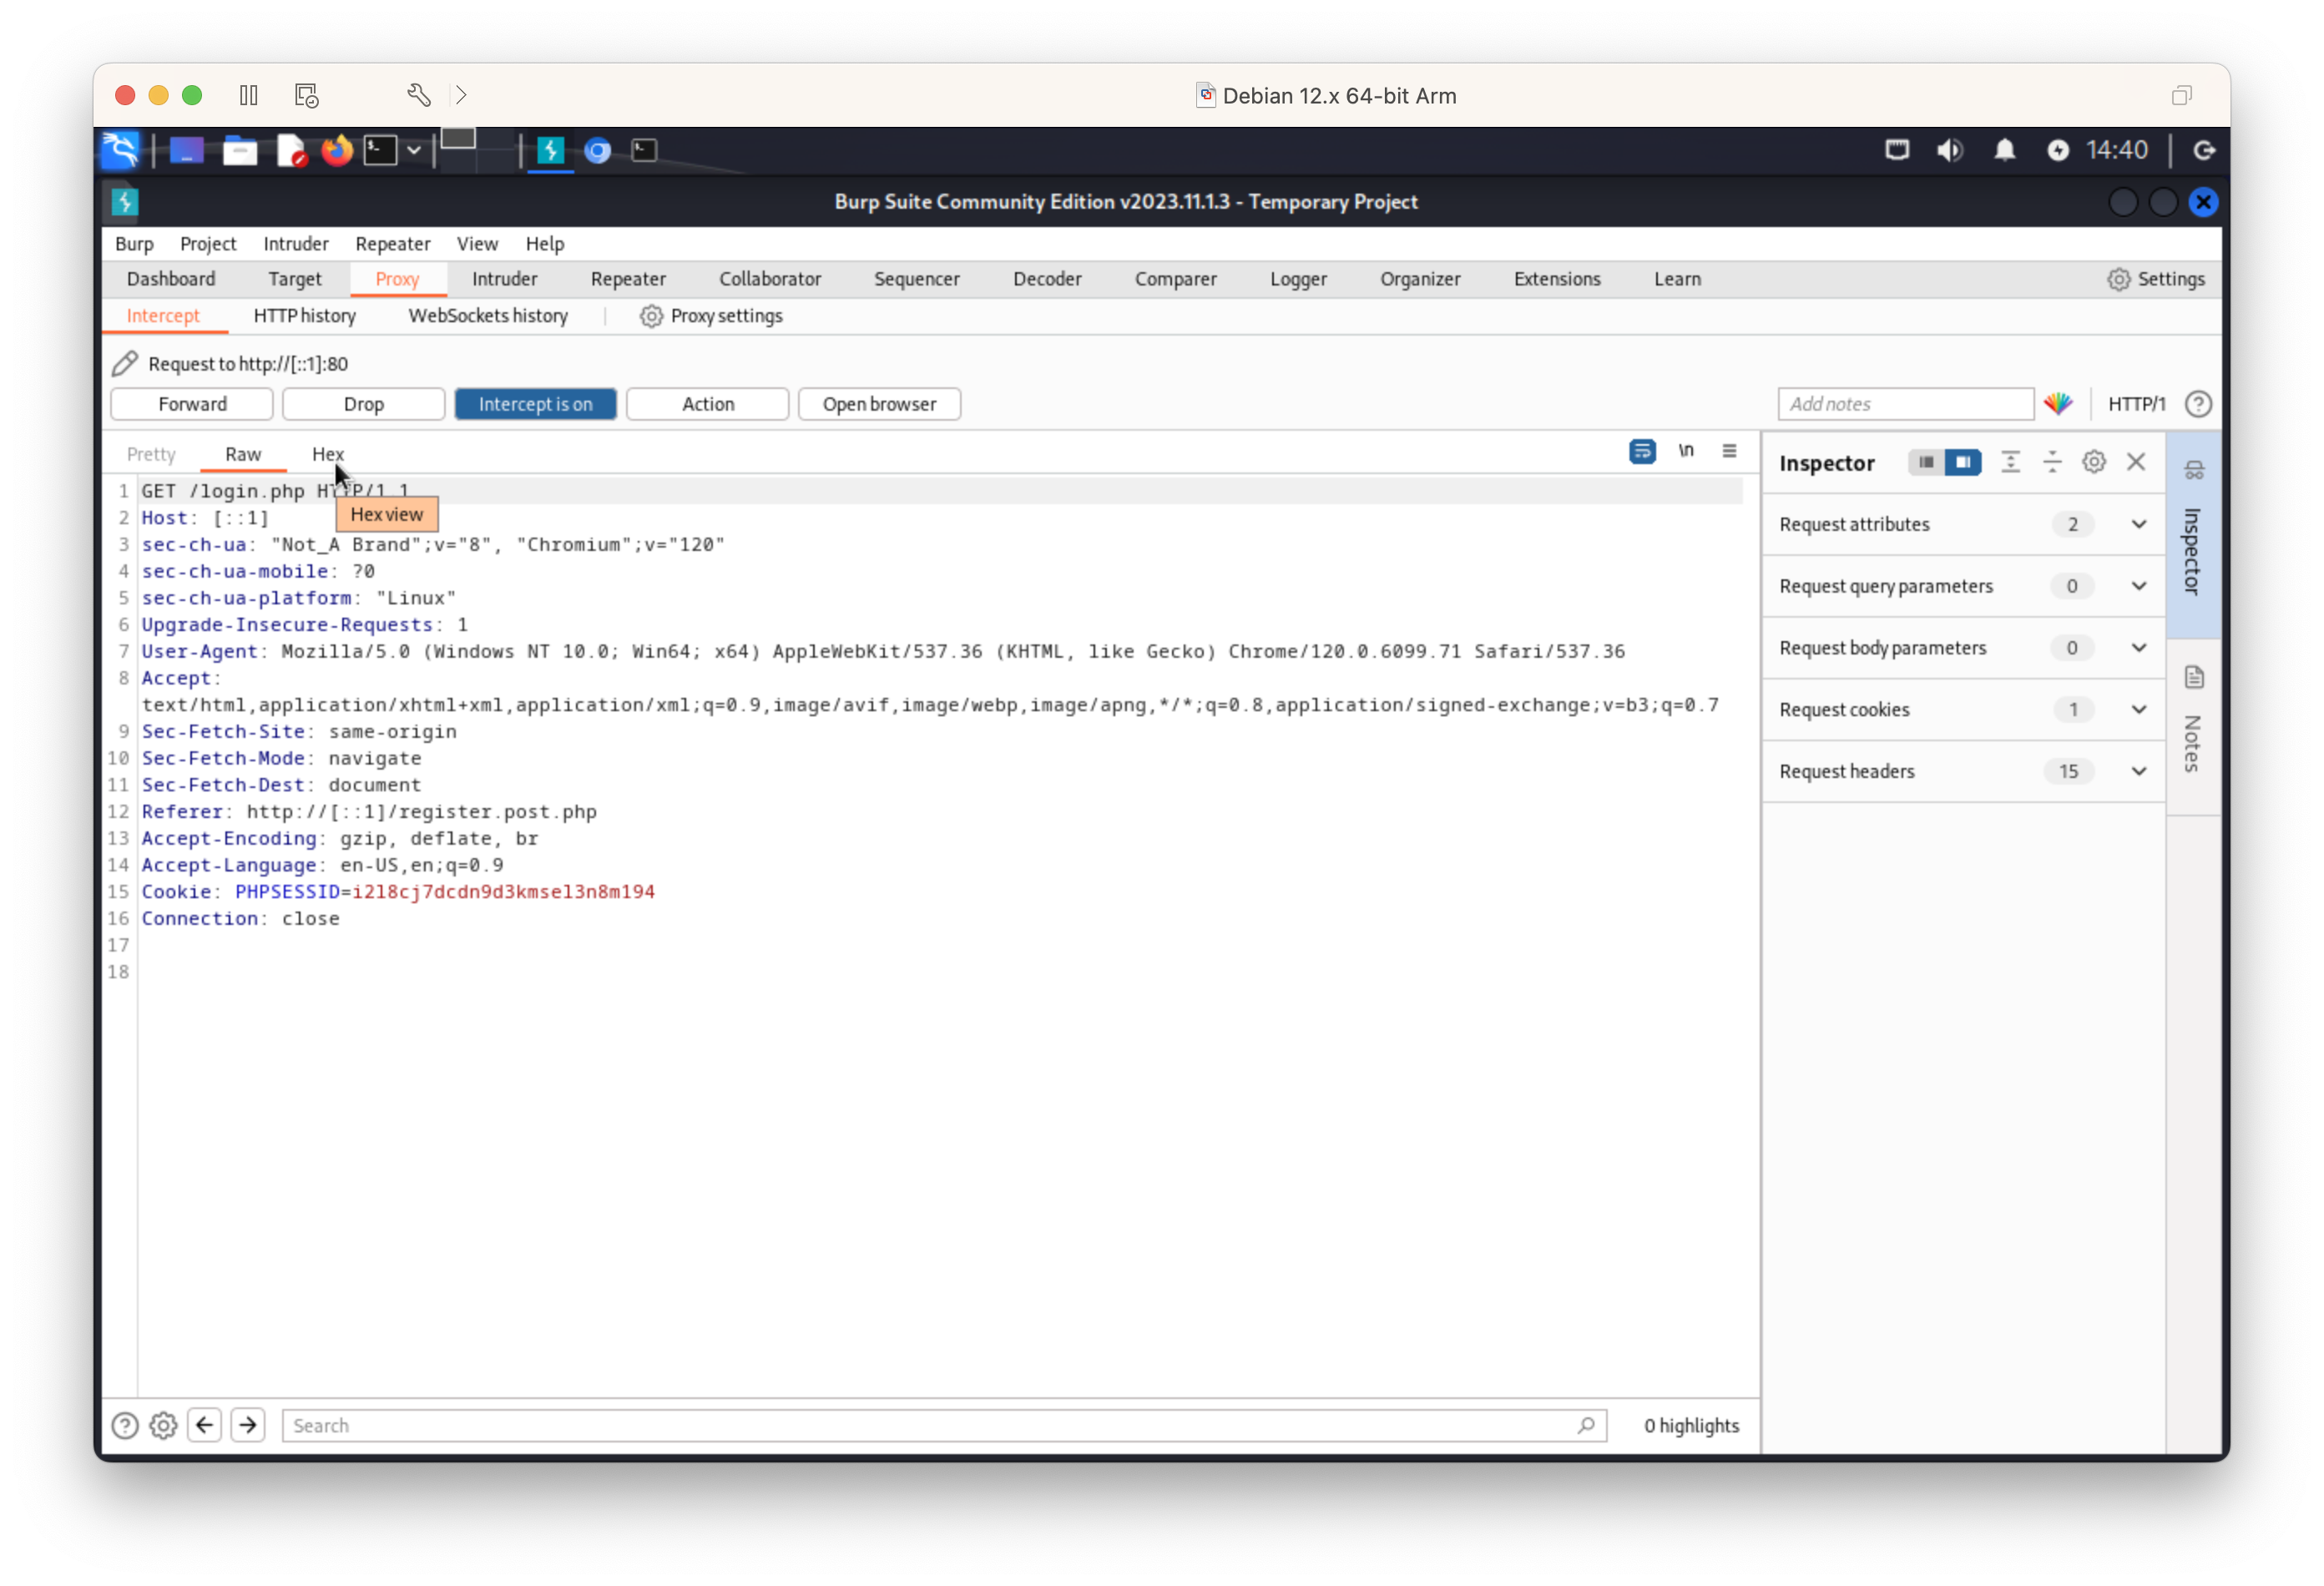 Debian 12.x 64-bit Arm
14:40
Burp Suite Community Edition v2023.11.1.3 - Temporary Project
Burp Project Intruder Repeater View Help
Dashboard Target Proxy Intruder Repeater Collaborator Sequencer Decoder Comparer Logger Organizer Extensions Learn Settings
Intercept HTTP history WebSockets history Proxy settings
Request to http://[::1]:80
Forward Drop Intercept is on Action Open browser Add notes HTTP/1
Pretty Raw Hex \n
Hex view
1 GET /login.php HTTP/1.1
2 Host: [::1]
3 sec-ch-ua: "Not_A Brand";v="8", "Chromium";v="120"
4 sec-ch-ua-mobile: ?0
5 sec-ch-ua-platform: "Linux"
6 Upgrade-Insecure-Requests: 1
7 User-Agent: Mozilla/5.0 (Windows NT 10.0; Win64; x64) AppleWebKit/537.36 (KHTML, like Gecko) Chrome/120.0.6099.71 Safari/537.36
8 Accept:
text/html,application/xhtml+xml,application/xml;q=0.9,image/avif,image/webp,image/apng,*/*;q=0.8,application/signed-exchange;v=b3;q=0.7
9 Sec-Fetch-Site: same-origin
10 Sec-Fetch-Mode: navigate
11 Sec-Fetch-Dest: document
12 Referer: http://[::1]/register.post.php
13 Accept-Encoding: gzip, deflate, br
14 Accept-Language: en-US,en;q=0.9
15 Cookie: PHPSESSID=i2l8cj7dcdn9d3kmsel3n8m194
16 Connection: close
17
18
Inspector
Request attributes 2
Request query parameters 0
Request body parameters 0
Request cookies 1
Request headers 15
Inspector
Notes
Search
0 highlights